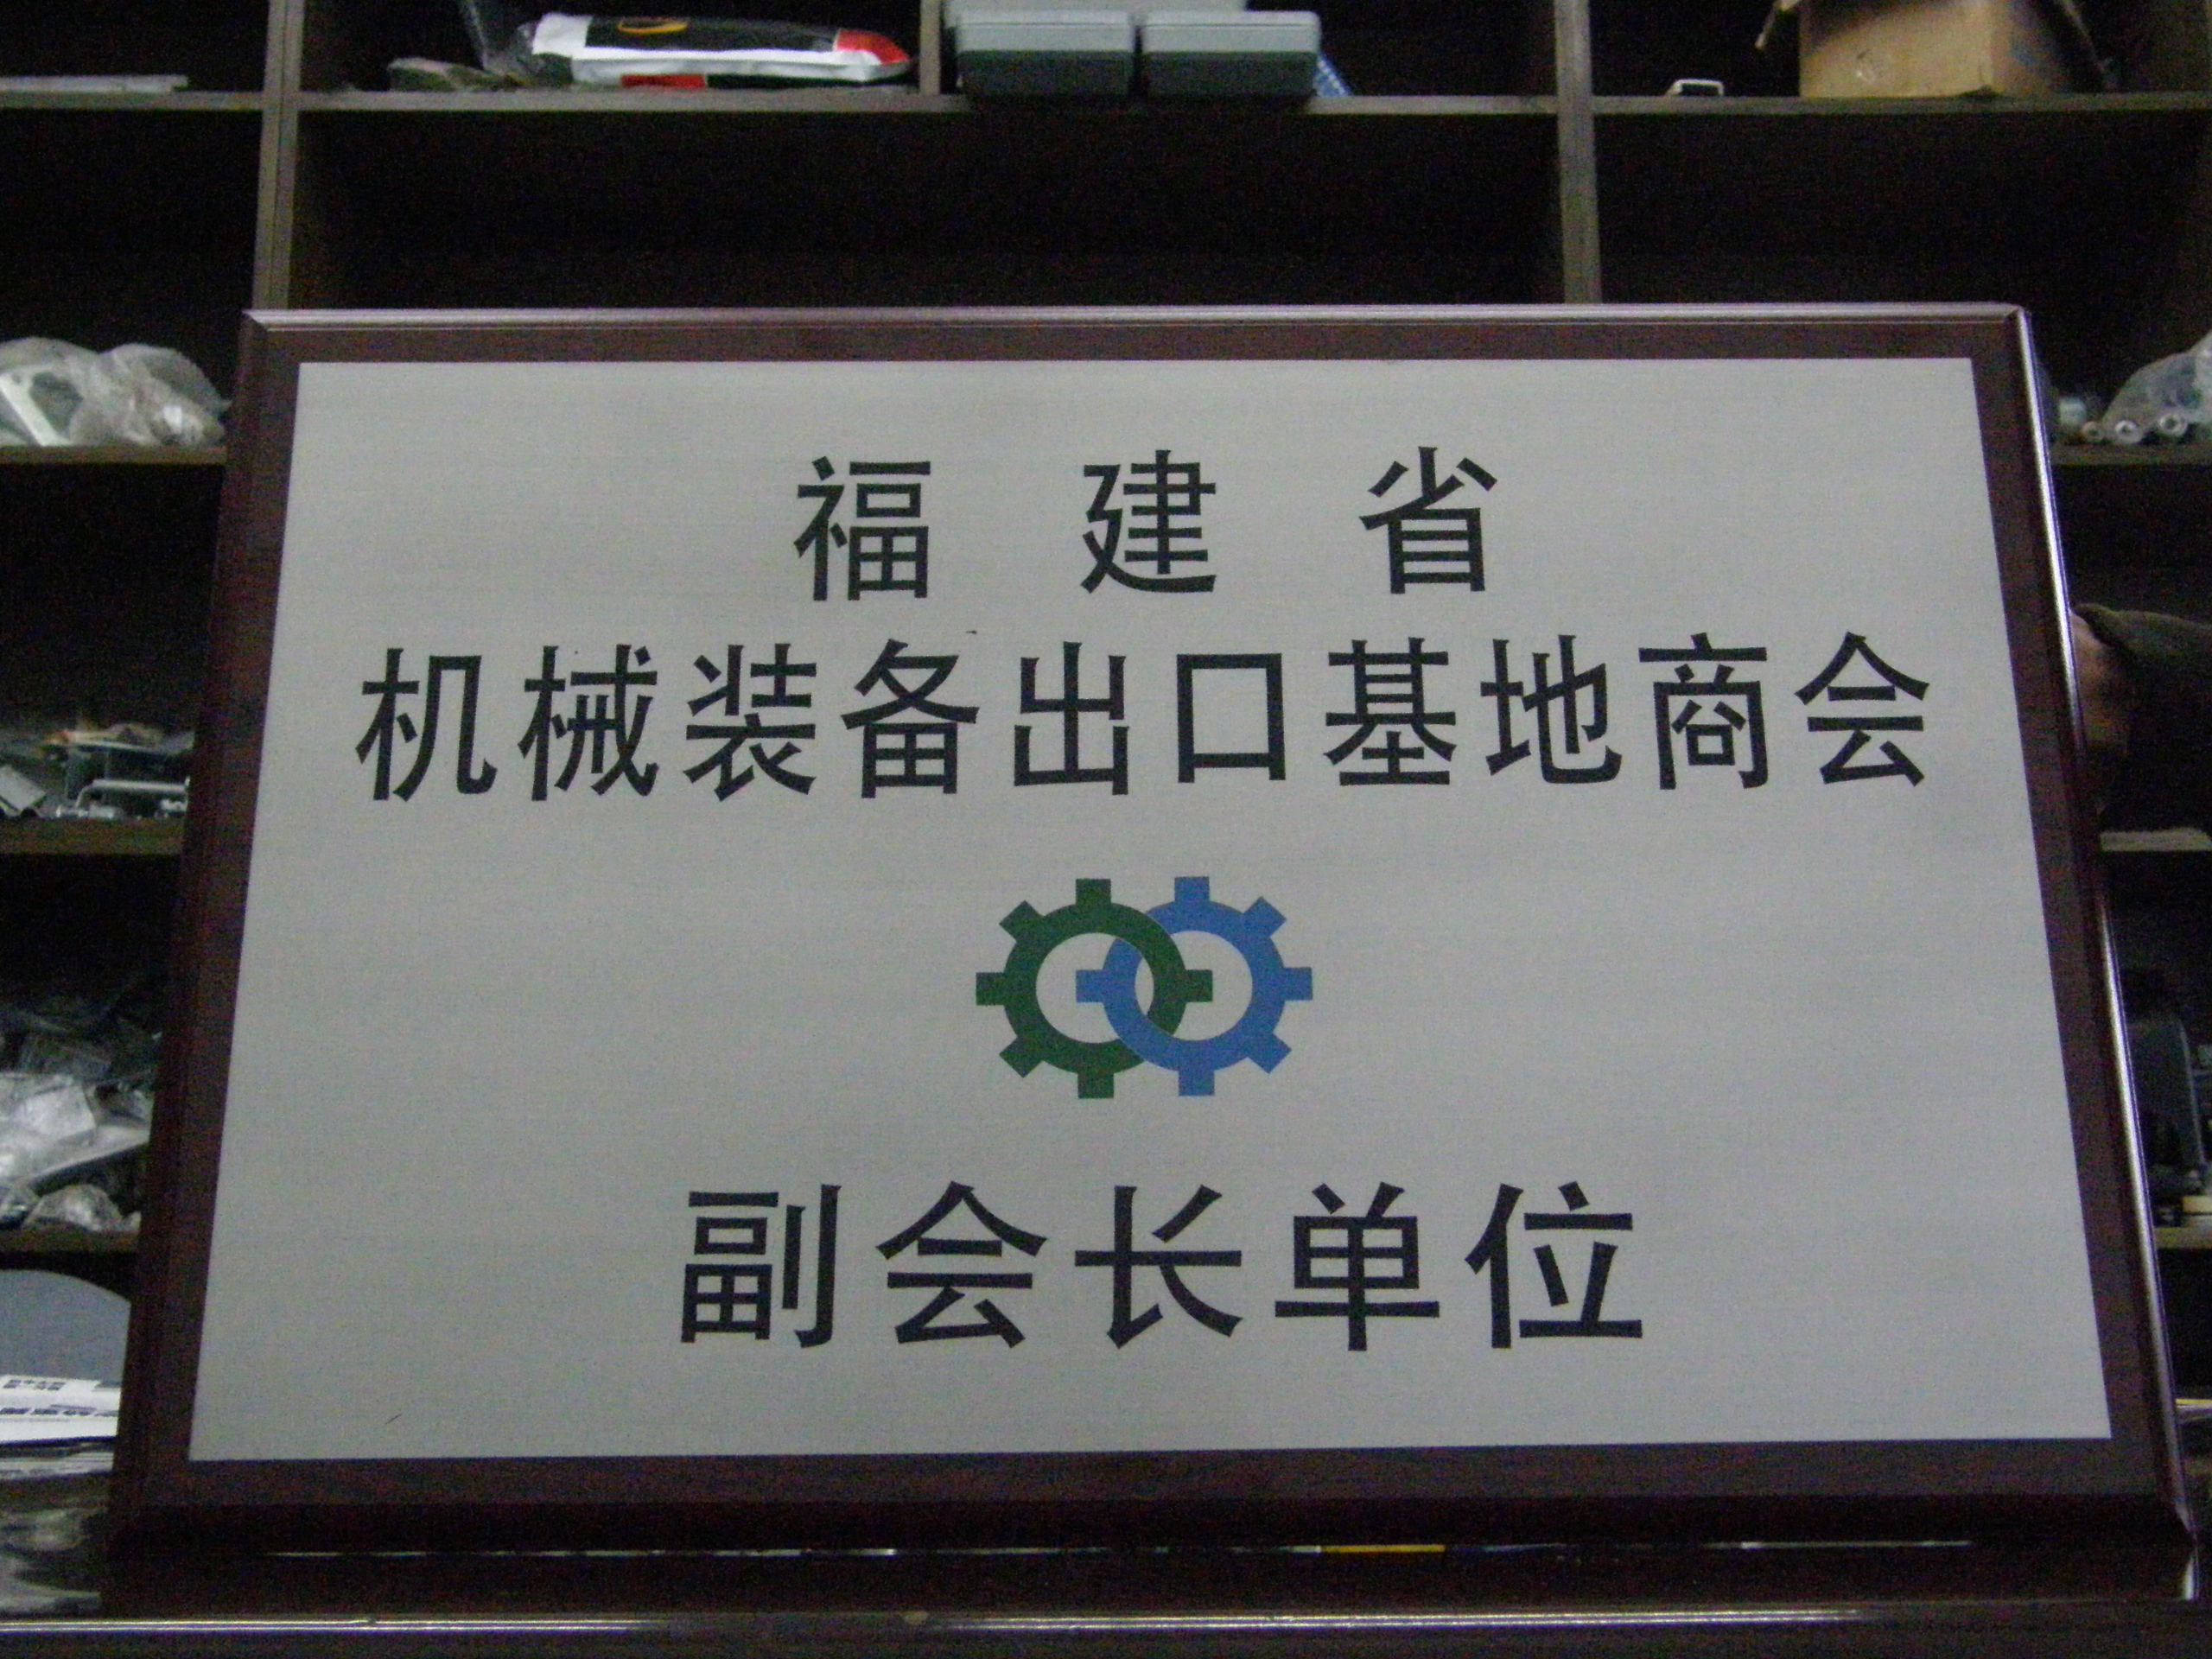 福建省
机械装备出口基地商会
副会长单位